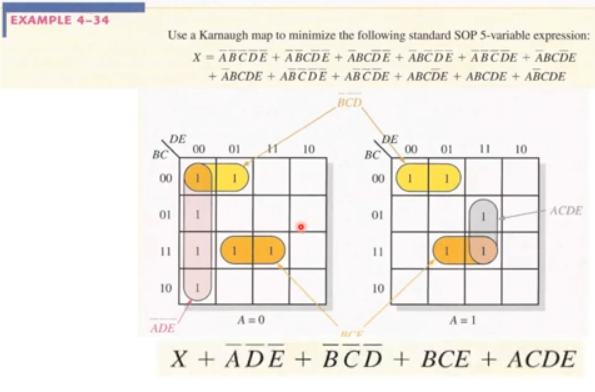 EXAMPLE 4–34
Use a Karnaugh map to minimize the following standard SOP 5-variable expression:
X = A̅B̅C̅D̅E̅ + A̅B̅CD̅E̅ + A̅BCD̅E̅ + A̅BC̅D̅E̅ + A̅B̅C̅D̅E + A̅BCD̅E
+ A̅BCDE + AB̅C̅D̅E̅ + AB̅C̅D̅E + ABCD̅E + ABCDE + AB̅CDE
B̅C̅D̅
DE
BC 00 01 11 10
00 1 1
01 1
11 1 1 1
10 1
A = 0
A̅D̅E̅
DE
BC 00 01 11 10
00 1 1
01 1
11 1 1
10
A = 1
ACDE
BCE
X + A̅ D̅ E̅ + B̅ C̅ D̅ + BCE + ACDE